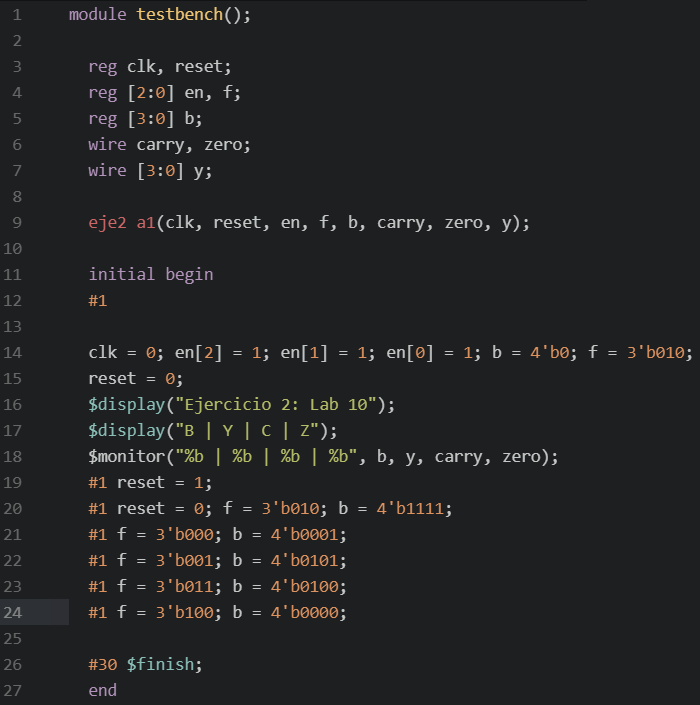 1 module testbench();
2
3 reg clk, reset;
4 reg [2:0] en, f;
5 reg [3:0] b;
6 wire carry, zero;
7 wire [3:0] y;
8
9 eje2 a1(clk, reset, en, f, b, carry, zero, y);
10
11 initial begin
12 #1
13
14 clk = 0; en[2] = 1; en[1] = 1; en[0] = 1; b = 4'b0; f = 3'b010;
15 reset = 0;
16 $display("Ejercicio 2: Lab 10");
17 $display("B | Y | C | Z");
18 $monitor("%b | %b | %b | %b", b, y, carry, zero);
19 #1 reset = 1;
20 #1 reset = 0; f = 3'b010; b = 4'b1111;
21 #1 f = 3'b000; b = 4'b0001;
22 #1 f = 3'b001; b = 4'b0101;
23 #1 f = 3'b011; b = 4'b0100;
24 #1 f = 3'b100; b = 4'b0000;
25
26 #30 $finish;
27 end